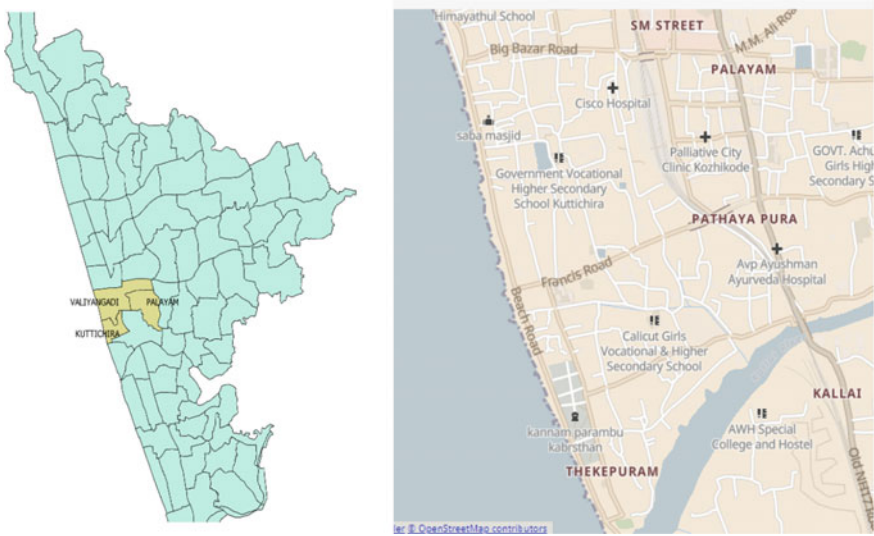 VALIYANGADI
PALAYAM
KUTTICHIRA
Himayathul School
SM STREET
Big Bazar Road
M.M. Ali Roa
PALAYAM
Cisco Hospital
saba masjid
Palliative City
Clinic Kozhikode
GOVT. Achu
Girls High
Secondary S
Government Vocational
Higher Secondary
School Kuttichira
PATHAYA PURA
Avp Ayushman
Ayurveda Hospital
Francis Road
Beach Road
Calicut Girls
Vocational & Higher
Secondary School
KALLAI
AWH Special
College and Hostel
kannam parambu
kabrsthan
THEKEPURAM
Old NH17 Roa
ler © OpenStreetMap contributors